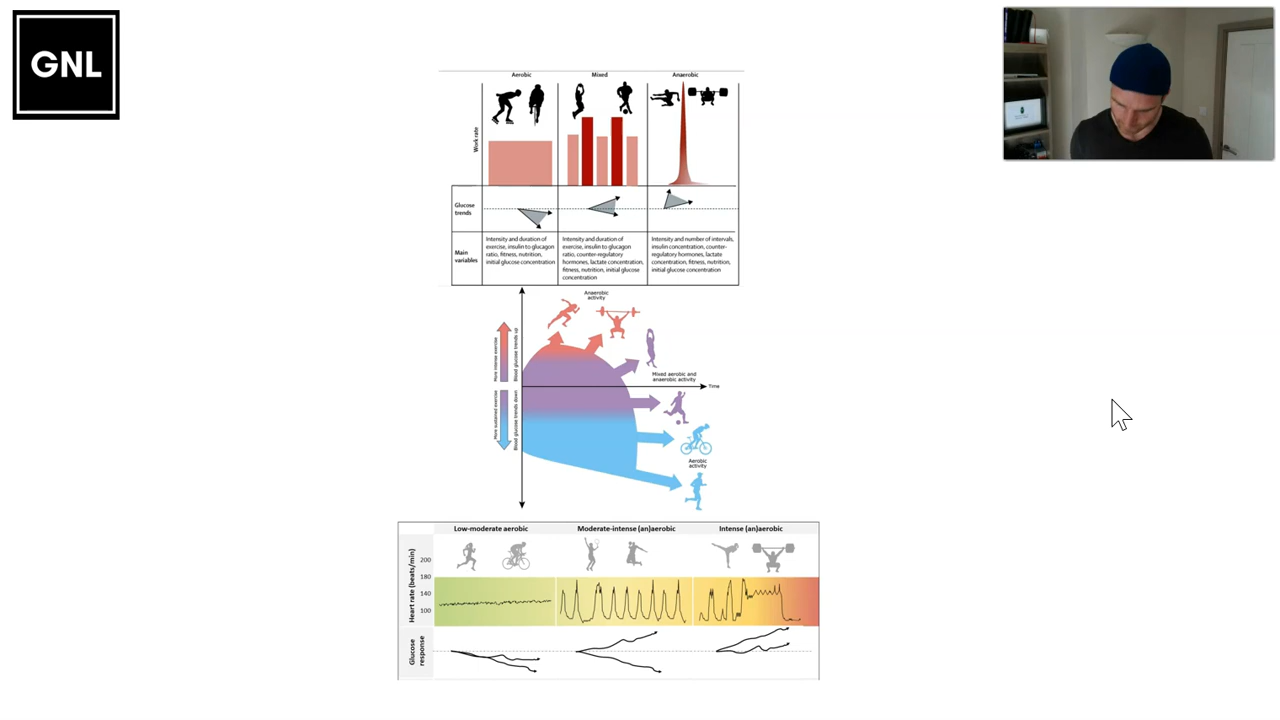 GNL
Aerobic
Mixed
Anaerobic
Work rate
Glucose
trends
Main
variables
Intensity and duration of
exercise, insulin to glucagon
ratio, fitness, nutrition,
initial glucose concentration
Intensity and duration of
exercise, insulin to glucagon
ratio, counter-regulatory
hormones, lactate concentration,
fitness, nutrition, initial glucose
concentration
Intensity and number of intervals,
insulin concentration, counter-
regulatory hormones, lactate
concentration, fitness, nutrition,
initial glucose concentration
Anaerobic
activity
More intense exercise
Blood glucose trends up
Mixed aerobic and
anaerobic activity
Time
More sustained exercise
Blood glucose trends down
Aerobic
activity
Low-moderate aerobic
Moderate-intense (an)aerobic
Intense (an)aerobic
Heart rate (beats/min)
200
180
140
100
Glucose
response